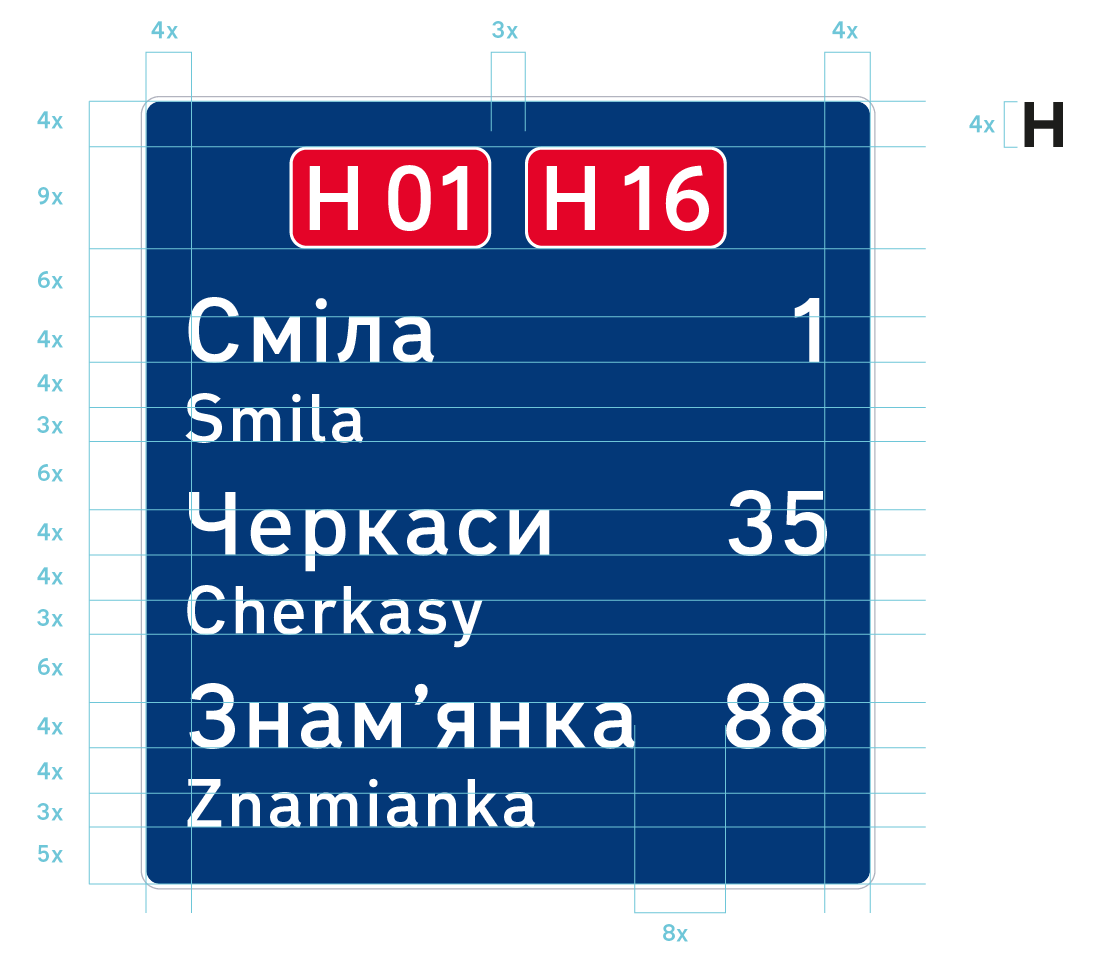 4x 3x 4x
4x
4x H
9x H 01 H 16
6x
4x Сміла 1
4x
3x Smila
6x
4x Черкаси 35
4x
3x Cherkasy
6x
4x Знам’янка 88
4x
3x Znamianka
5x
8x